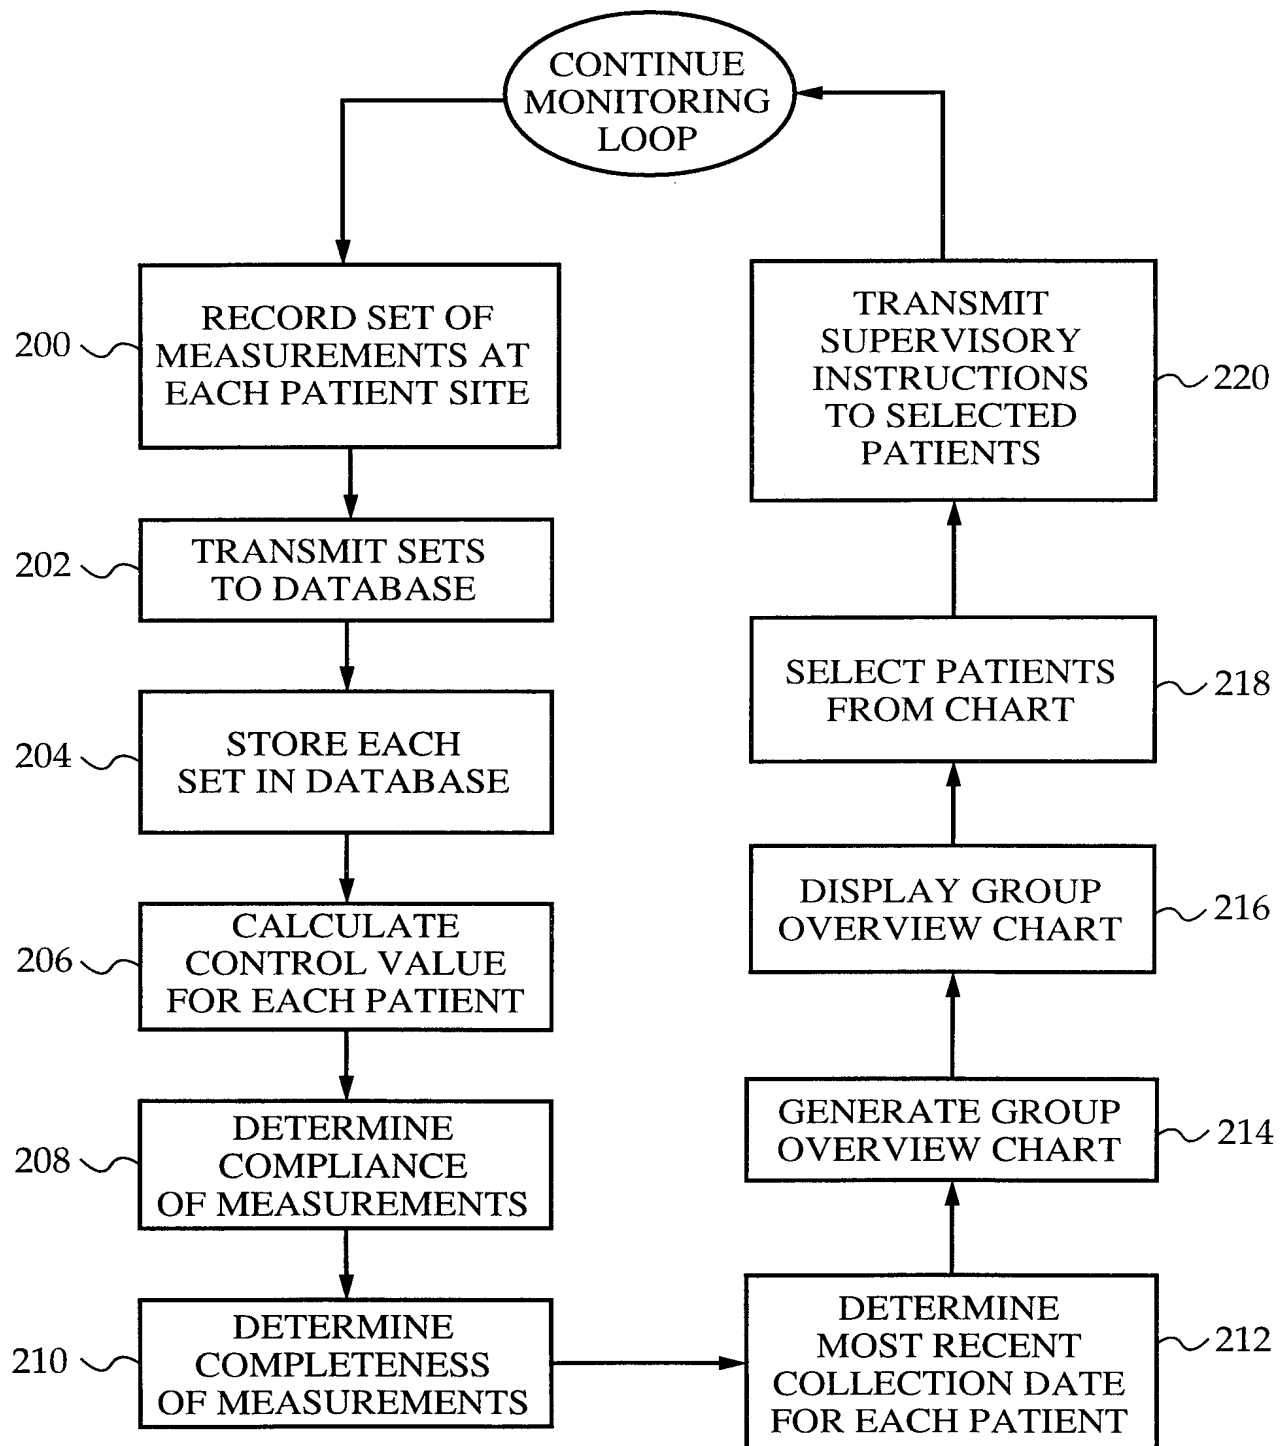 CONTINUE
MONITORING
LOOP
200
RECORD SET OF
MEASUREMENTS AT
EACH PATIENT SITE
202
TRANSMIT SETS
TO DATABASE
204
STORE EACH
SET IN DATABASE
206
CALCULATE
CONTROL VALUE
FOR EACH PATIENT
208
DETERMINE
COMPLIANCE
OF MEASUREMENTS
210
DETERMINE
COMPLETENESS
OF MEASUREMENTS
DETERMINE
MOST RECENT
COLLECTION DATE
FOR EACH PATIENT
212
GENERATE GROUP
OVERVIEW CHART
214
DISPLAY GROUP
OVERVIEW CHART
216
SELECT PATIENTS
FROM CHART
218
TRANSMIT
SUPERVISORY
INSTRUCTIONS
TO SELECTED
PATIENTS
220